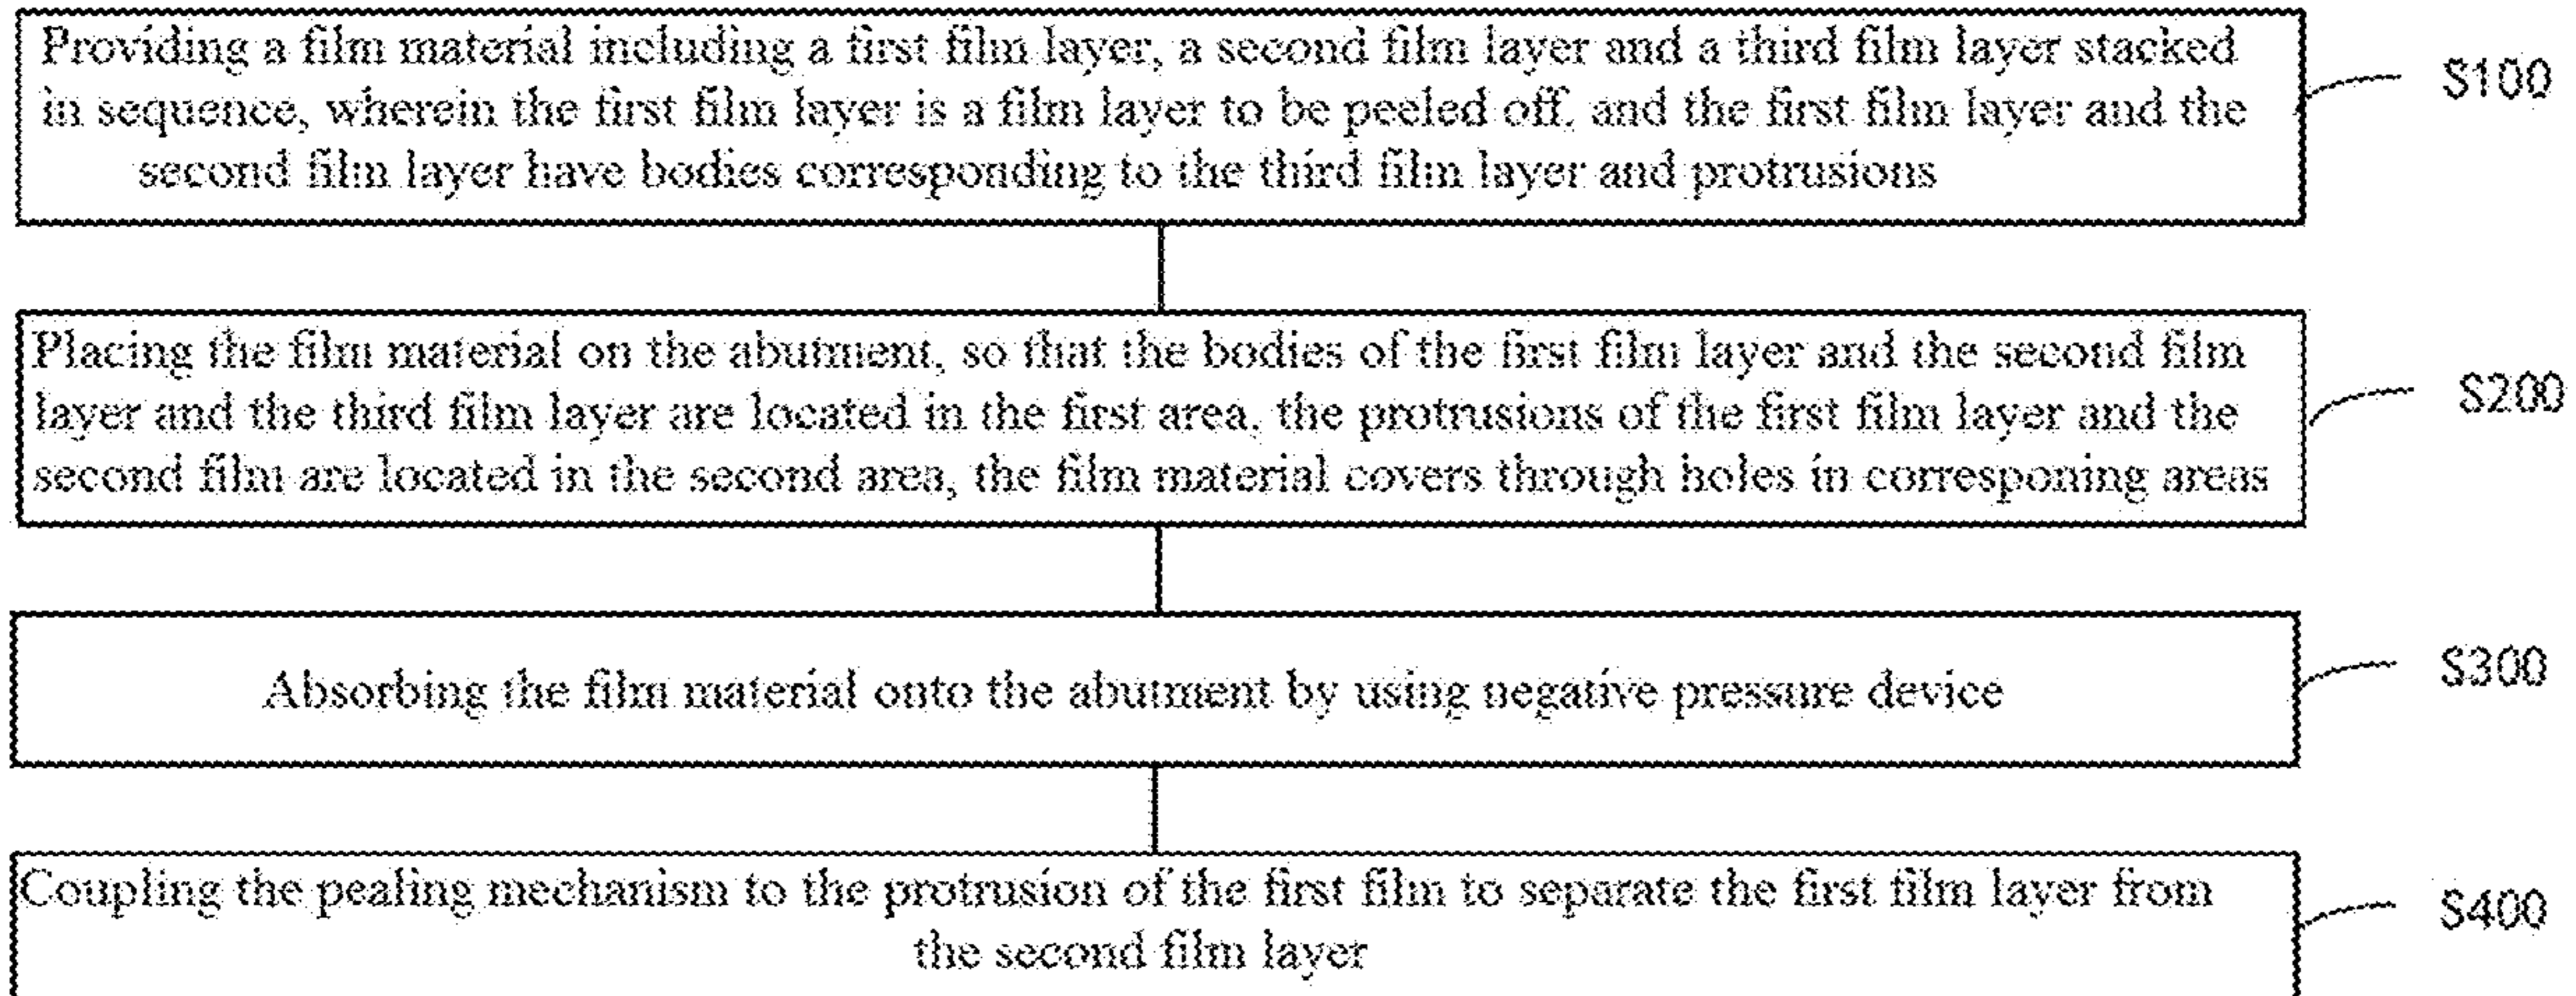 Providing a film material including a first film layer, a second film layer and a third film layer stacked
in sequence, wherein the first film layer is a film layer to be peeled off, and the first film layer and the
second film layer have bodies corresponding to the third film layer and protrusions
S100
Placing the film material on the abutment, so that the bodies of the first film layer and the second film
layer and the third film layer are located in the first area, the protrusions of the first film layer and the
second film are located in the second area, the film material covers through holes in corresponing areas
S200
Absorbing the film material onto the abutment by using negative pressure device
S300
Coupling the pealing mechanism to the protrusion of the first film to separate the first film layer from
the second film layer
S400